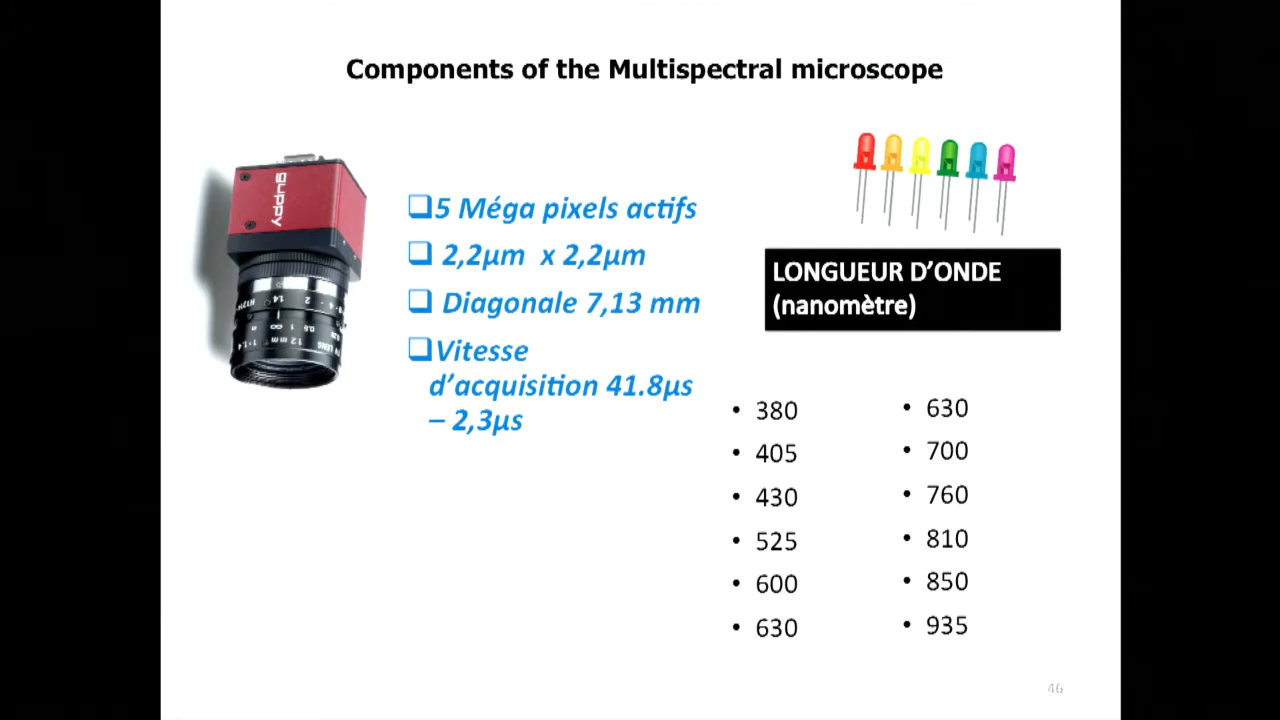 Components of the Multispectral microscope
guppy
5 Méga pixels actifs
2,2µm x 2,2µm
Diagonale 7,13 mm
Vitesse
d'acquisition 41.8µs
– 2,3µs
LONGUEUR D'ONDE
(nanomètre)
• 380
• 405
• 430
• 525
• 600
• 630
• 630
• 700
• 760
• 810
• 850
• 935
46